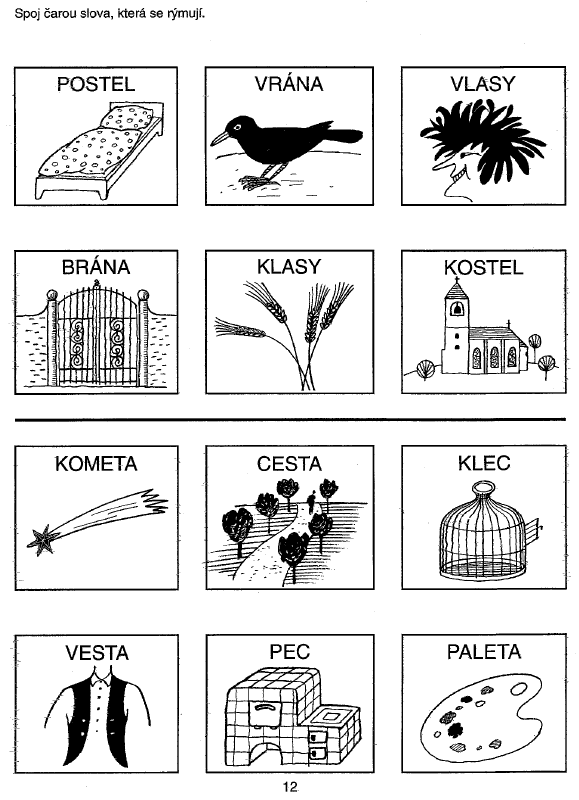 Spoj čarou slova, která se rýmují.
POSTEL VRÁNA VLASY
BRÁNA KLASY KOSTEL
KOMETA CESTA KLEC
VESTA PEC PALETA
12